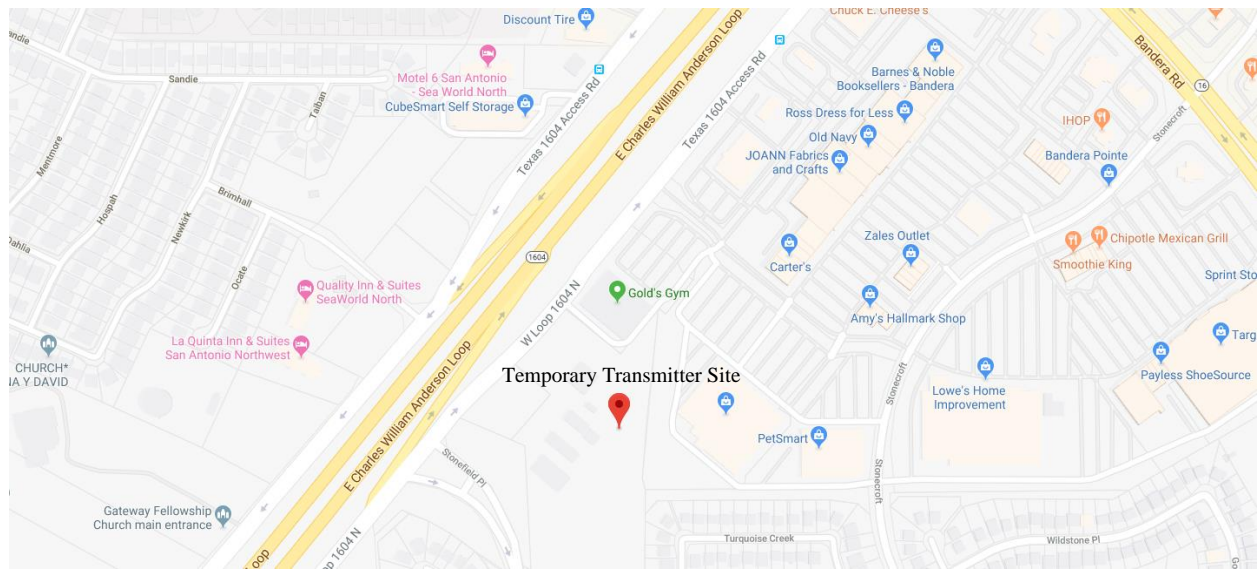 Discount Tire
Chuck E. Cheese's
Sandie
Motel 6 San Antonio
- Sea World North
CubeSmart Self Storage
Taiban
Mentmore
Hospah
Newkirk
Brimhall
Ocate
Texas 1604 Access Rd
E Charles William Anderson Loop
Texas 1604 Access Rd
Bandera Rd
16
Barnes & Noble
Booksellers - Bandera
Ross Dress for Less
Old Navy
JOANN Fabrics
and Crafts
IHOP
Stonecroft
Bandera Pointe
Zales Outlet
Carter's
Chipotle Mexican Grill
Smoothie King
Sprint Sto
1604
Quality Inn & Suites
SeaWorld North
Gold's Gym
W Loop 1604 N
Amy's Hallmark Shop
La Quinta Inn & Suites
San Antonio Northwest
Targ
Payless ShoeSource
CHURCH*
NA Y DAVID
Temporary Transmitter Site
Lowe's Home
Improvement
Stonecroft
PetSmart
E Charles William Anderson Loop
Stonefield Pl
Stonecroft
Gateway Fellowship
Church main entrance
Turquoise Creek
Wildstone Pl
W Loop 1604 N